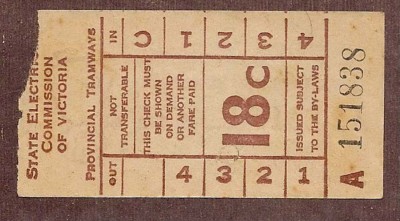 STATE ELECTRI
COMMISSION
OF VICTORIA
PROVINCIAL TRAMWAYS
OUT
IN
NOT
TRANSFERABLE
THIS CHECK MUST
BE SHOWN
ON DEMAND
OR ANOTHER
FARE PAID
C
1
2
3
4
18C
4
3
2
1
ISSUED SUBJECT
TO THE BY-LAWS
A 151838